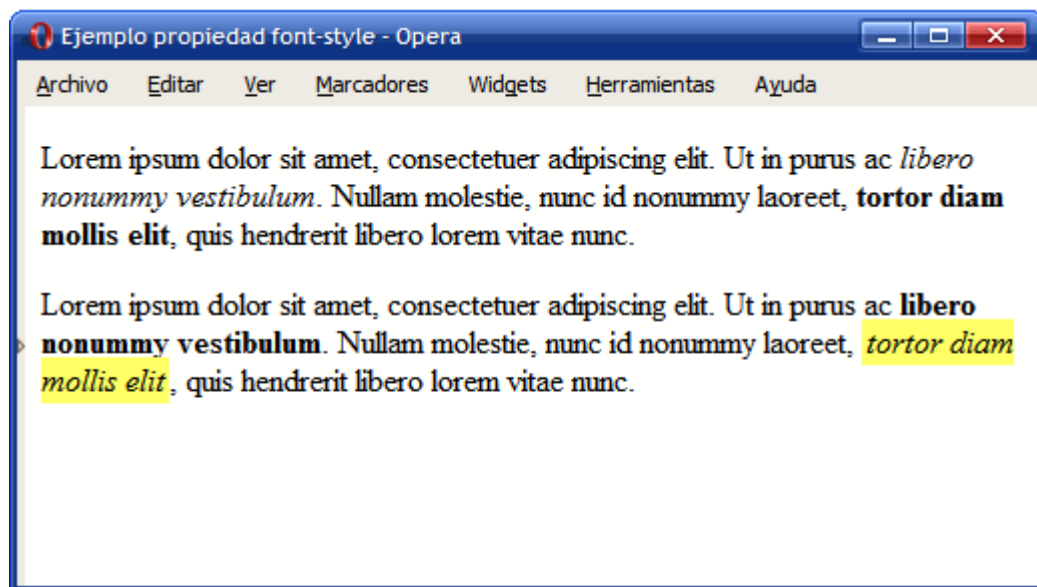 Ejemplo propiedad font-style - Opera
Archivo Editar Ver Marcadores Widgets Herramientas Ayuda
Lorem ipsum dolor sit amet, consectetuer adipiscing elit. Ut in purus ac libero
nonummy vestibulum. Nullam molestie, nunc id nonummy laoreet, tortor diam
mollis elit, quis hendrerit libero lorem vitae nunc.
Lorem ipsum dolor sit amet, consectetuer adipiscing elit. Ut in purus ac libero
nonummy vestibulum. Nullam molestie, nunc id nonummy laoreet, tortor diam
mollis elit, quis hendrerit libero lorem vitae nunc.